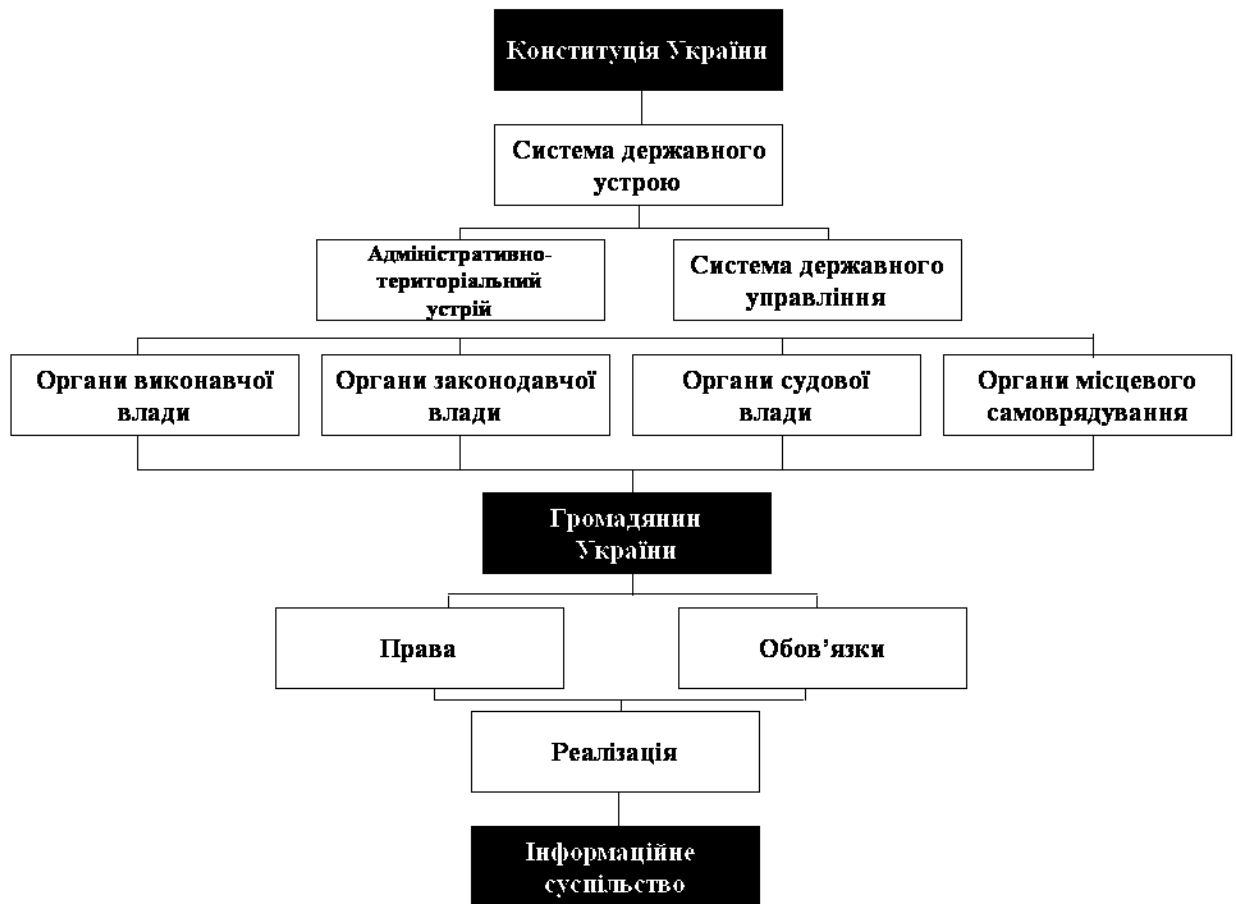 Конституція України
Система державного
устрою
Адміністративно-
територіальний
устрій
Система державного
управління
Органи виконавчої
влади
Органи законодавчої
влади
Органи судової
влади
Органи місцевого
самоврядування
Громадянин
України
Права
Обов’язки
Реалізація
Інформаційне
суспільство